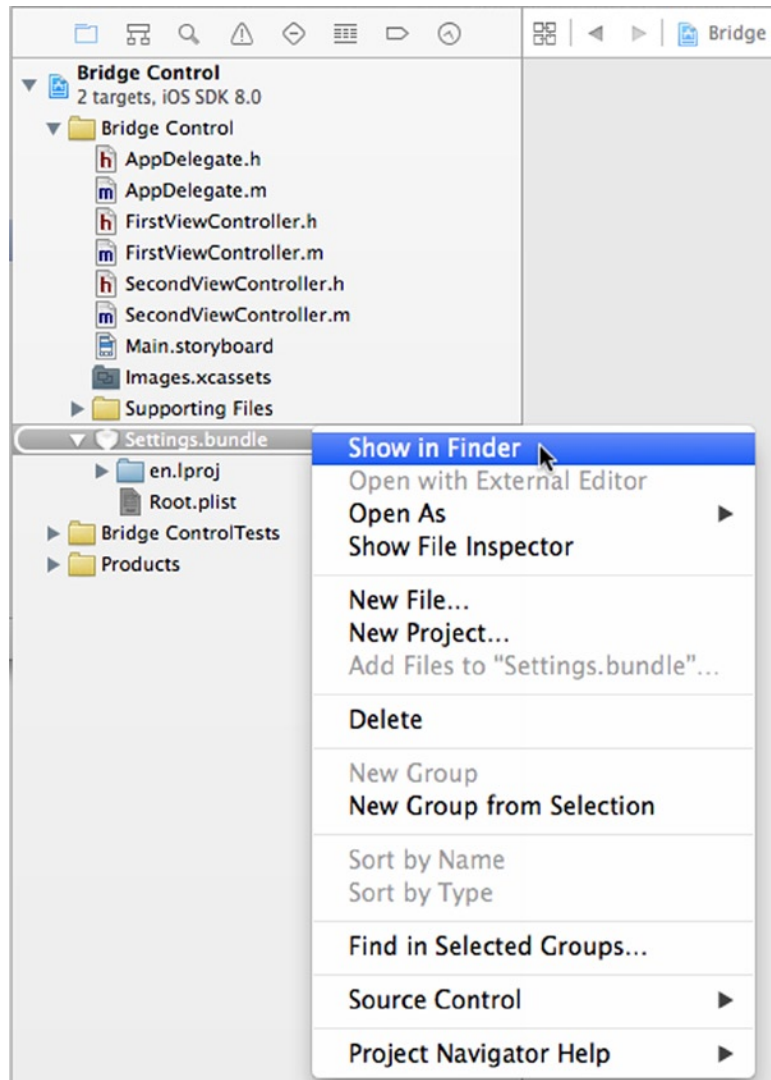 Bridge
Bridge Control
2 targets, iOS SDK 8.0
Bridge Control
AppDelegate.h
AppDelegate.m
FirstViewController.h
FirstViewController.m
SecondViewController.h
SecondViewController.m
Main.storyboard
Images.xcassets
Supporting Files
Settings.bundle
en.lproj
Root.plist
Bridge ControlTests
Products
Show in Finder
Open with External Editor
Open As
Show File Inspector
New File...
New Project...
Add Files to "Settings.bundle"...
Delete
New Group
New Group from Selection
Sort by Name
Sort by Type
Find in Selected Groups...
Source Control
Project Navigator Help